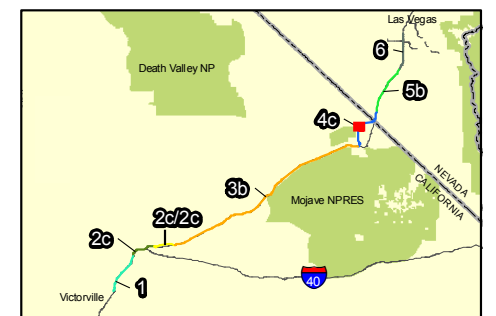 Las Vegas
6
Death Valley NP
5b
4c
NEVADA
CALIFORNIA
3b
Mojave NPRES
2c/2c
2c
40
1
Victorville